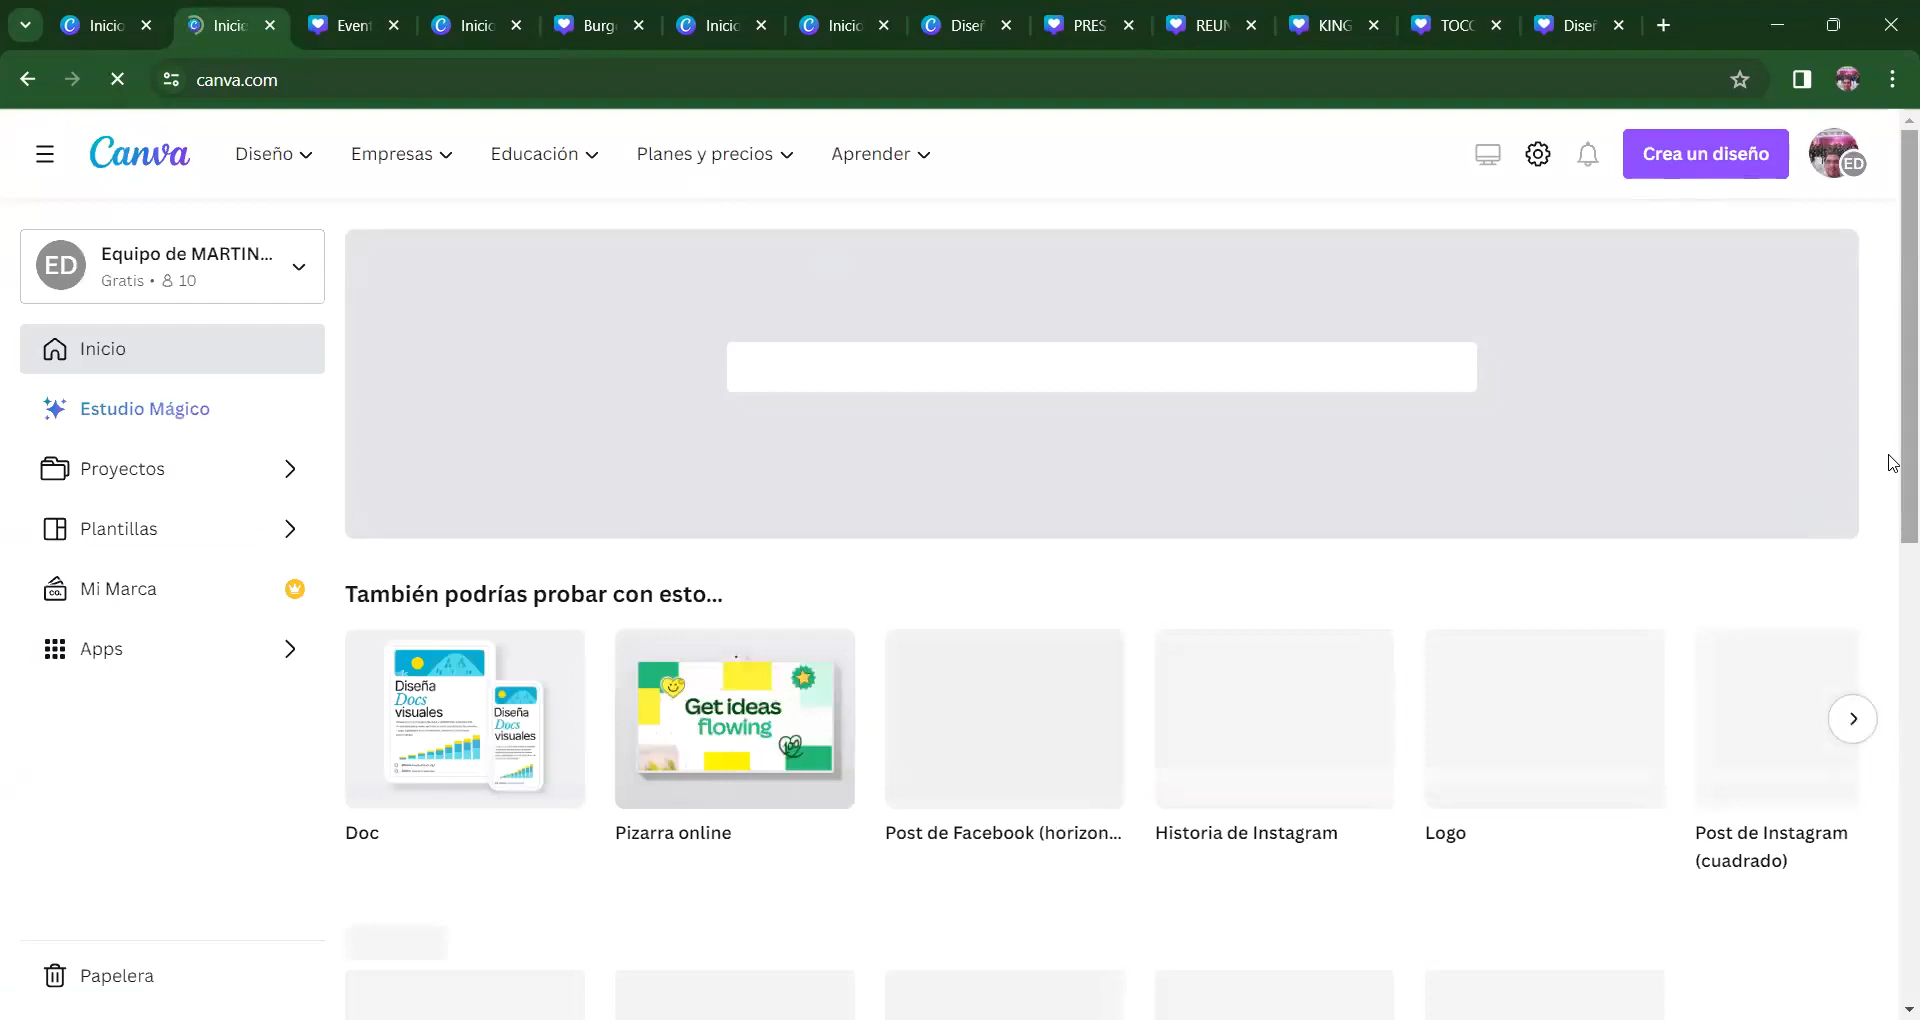 Inicio
Inicie
Event
Inicio
Burg
Inicio
Inicio
Diseñ
PRES
REUN
KING
TOCC
Diseñ
canva.com
Canva
Diseño
Empresas
Educación
Planes y precios
Aprender
Crea un diseño
ED
ED
Equipo de MARTIN...
Gratis • 10
Inicio
Estudio Mágico
Proyectos
Plantillas
Mi Marca
Apps
Papelera
También podrías probar con esto...
Diseña
Docs
visuales
Diseña
Docs
visuales
Get ideas
flowing
100
Doc
Pizarra online
Post de Facebook (horizon...
Historia de Instagram
Logo
Post de Instagram
(cuadrado)